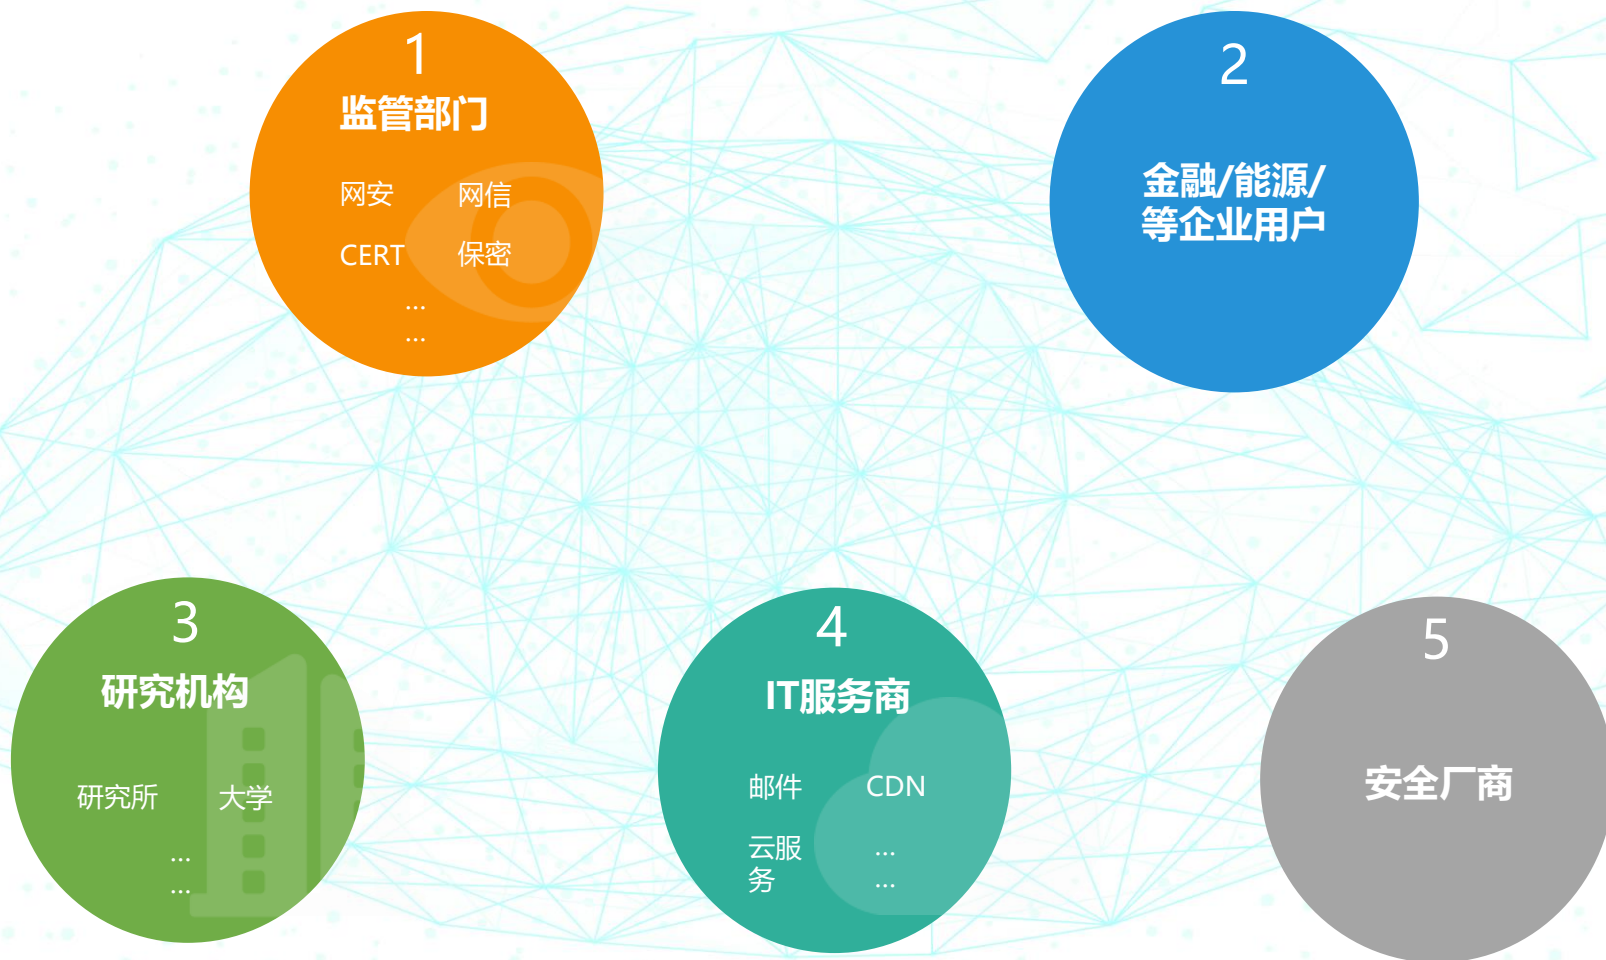 1
监管部门
网安 网信
CERT 保密
...
...
2
金融/能源/
等企业用户
3
研究机构
研究所 大学
...
...
4
IT服务商
邮件 CDN
云服 ...
务 ...
5
安全厂商